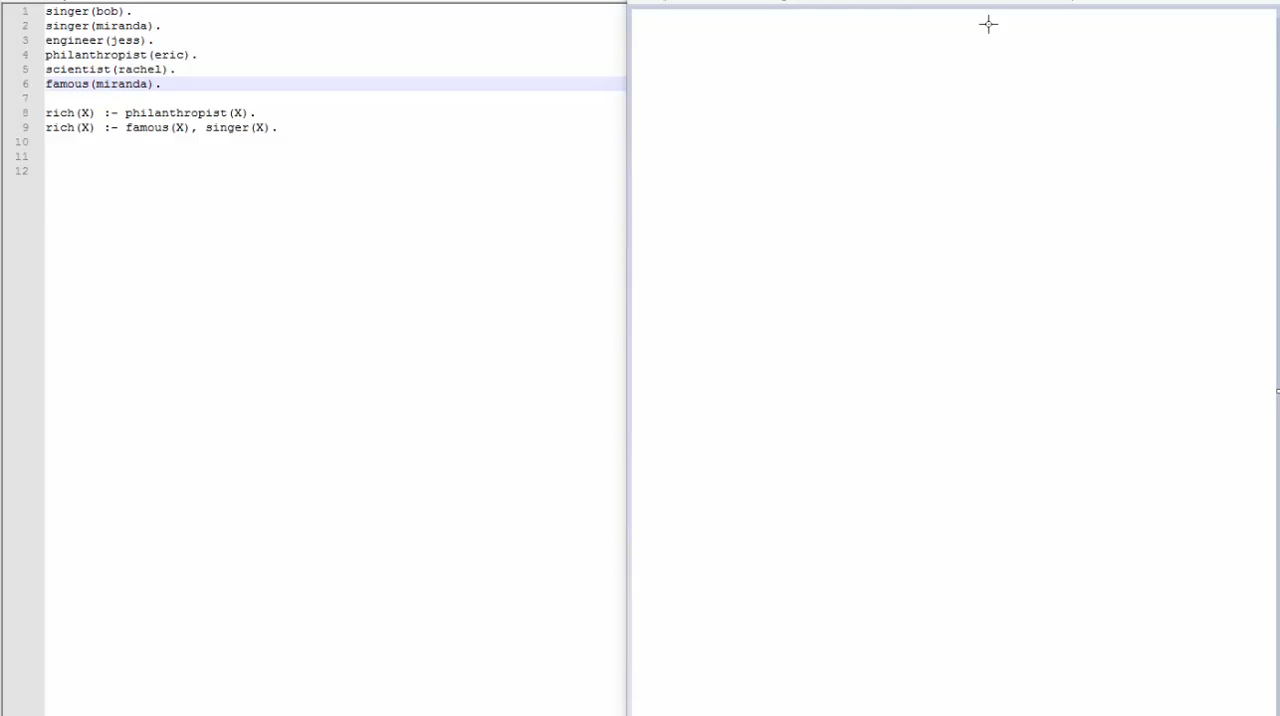 1 singer(bob).
2 singer(miranda).
3 engineer(jess).
4 philanthropist(eric).
5 scientist(rachel).
6 famous(miranda).
7
8 rich(X) :- philanthropist(X).
9 rich(X) :- famous(X), singer(X).
10
11
12